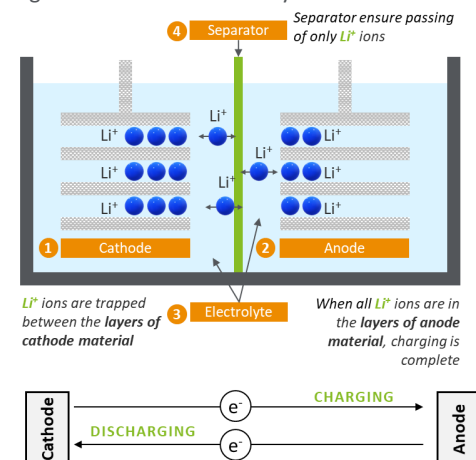 4 Separator
Separator ensure passing
of only Li⁺ ions
Li⁺
Li⁺
Li⁺
Li⁺
Li⁺
Li⁺
Li⁺
Li⁺
Li⁺
1 Cathode
2 Anode
3 Electrolyte
Li⁺ ions are trapped
between the layers of
cathode material
When all Li⁺ ions are in
the layers of anode
material, charging is
complete
Cathode
CHARGING
e⁻
DISCHARGING
e⁻
Anode